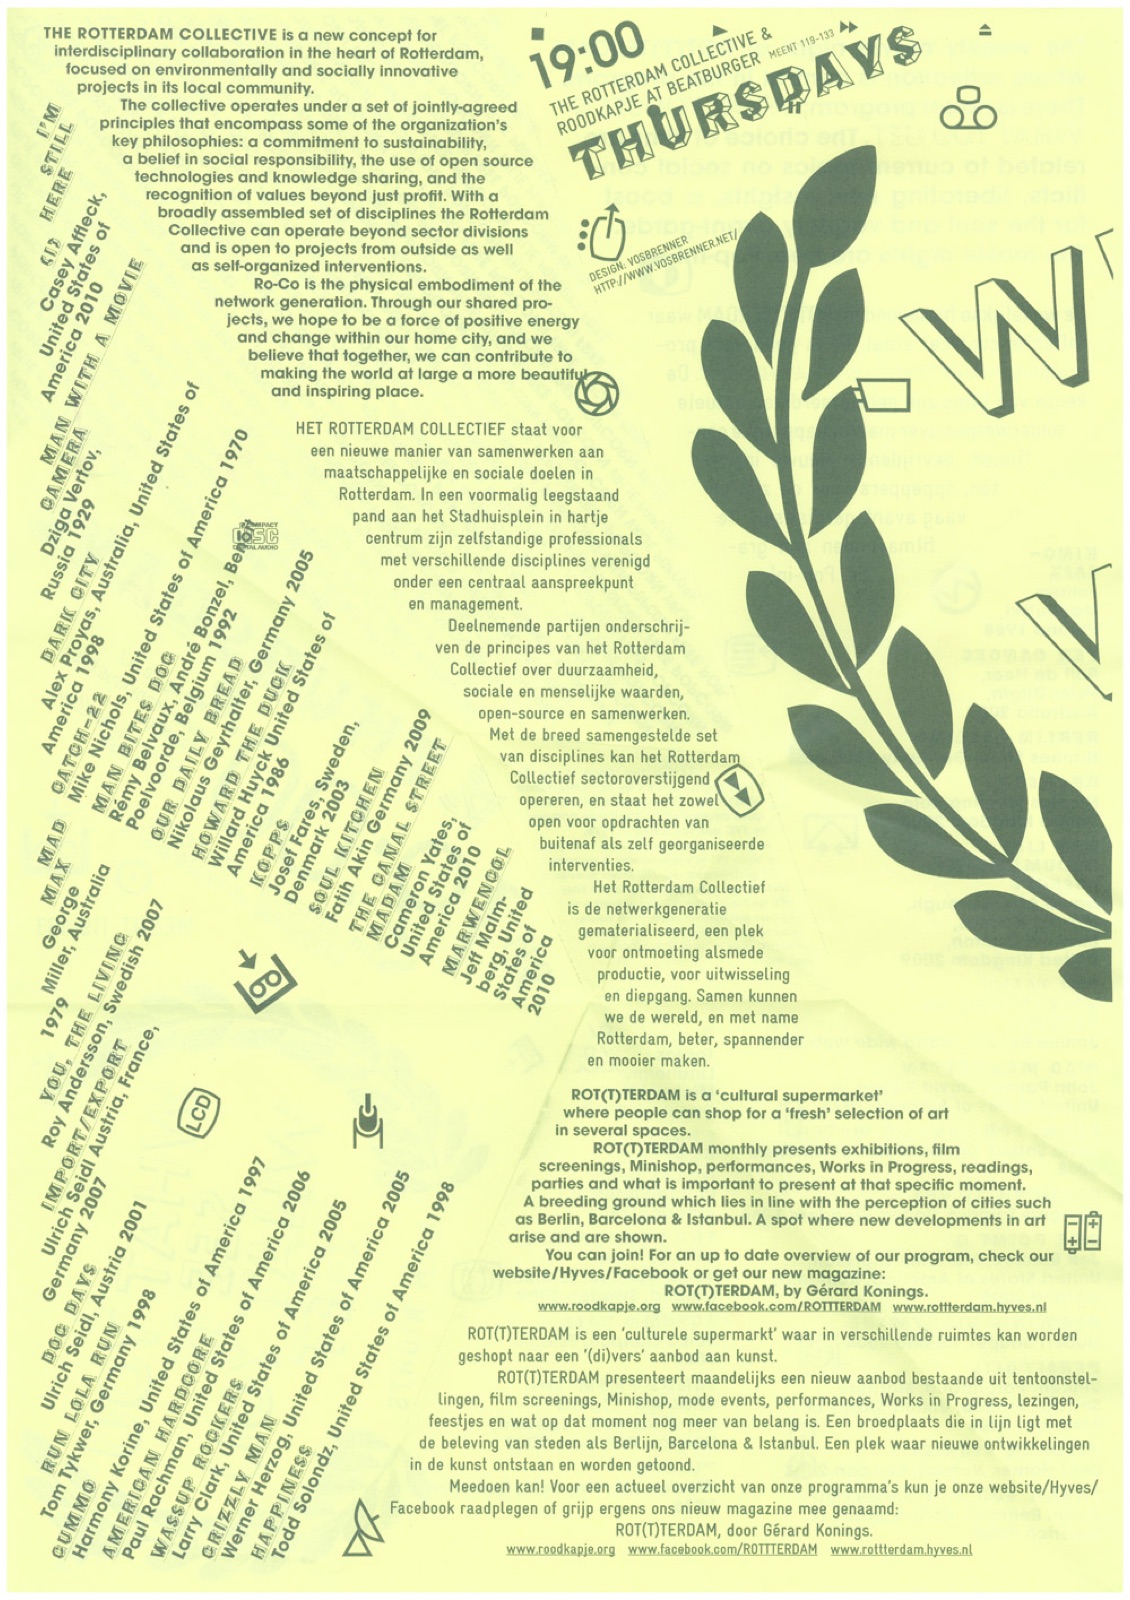 THE ROTTERDAM COLLECTIVE is a new concept for
interdisciplinary collaboration in the heart of Rotterdam,
focused on environmentally and socially innovative
projects in its local community.
The collective operates under a set of jointly-agreed
principles that encompass some of the organization's
key philosophies: a commitment to sustainability,
a belief in social responsibility, the use of open source
technologies and knowledge sharing, and the
recognition of values beyond just profit. With a
broadly assembled set of disciplines the Rotterdam
Collective can operate beyond sector divisions
and is open to projects from outside as well
as self-organized interventions.
Ro-Co is the physical embodiment of the
network generation. Through our shared pro-
jects, we hope to be a force of positive energy
and change within our home city, and we
believe that together, we can contribute to
making the world at large a more beautiful
and inspiring place.
19:00
THE ROTTERDAM COLLECTIVE &
ROODKAPJE AT BEATBURGER MEENT 119-133
THURSDAYS
DESIGN: VOSBRENNER
HTTP://WWW.VOSBRENNER.NET/
W
V
HET ROTTERDAM COLLECTIEF staat voor
een nieuwe manier van samenwerken aan
maatschappelijke en sociale doelen in
Rotterdam. In een voormalig leegstaand
pand aan het Stadhuisplein in hartje
centrum zijn zelfstandige professionals
met verschillende disciplines verenigd
onder een centraal aanspreekpunt
en management.
Deelnemende partijen onderschrij-
ven de principes van het Rotterdam
Collectief over duurzaamheid,
sociale en menselijke waarden,
open-source en samenwerken.
Met de breed samengestelde set
van disciplines kan het Rotterdam
Collectief sectoroverstijgend
opereren, en staat het zowel
open voor opdrachten van
buitenaf als zelf georganiseerde
interventies.
Het Rotterdam Collectief
is de netwerkgeneratie
gematerialiseerd, een plek
voor ontmoeting alsmede
productie, voor uitwisseling
en diepgang. Samen kunnen
we de wereld, en met name
Rotterdam, beter, spannender
en mooier maken.
I'M
STILL
HERE
Casey Affleck,
United States of
America 2010
MAN WITH A MOVIE
CAMERA
Dziga Vertov,
Russia 1929
DARK CITY
Alex Proyas, Australia, United States of
America 1998
CATCH-22
Mike Nichols, United States of America 1970
MAN BITES DOG
Rémy Belvaux, André Bonzel, Benoît
Poelvoorde, Belgium 1992
OUR DAILY BREAD
Nikolaus Geyrhalter, Germany 2005
HOWARD THE DUCK
Willard Huyck United States of
America 1986
KOPPS
Josef Fares, Sweden,
Denmark 2003
SOUL KITCHEN
Fatih Akin Germany 2009
THE CANAL STREET
MADAM
Cameron Yates,
United States of
America 2010
MARWENCOL
Jeff Malm-
berg, United
States of
America
2010
COMPACT
DISC
DIGITAL AUDIO
MAD
MAX
George
Miller, Australia
1979
YOU, THE LIVING
Roy Andersson, Swedish 2007
IMPORT/EXPORT
Ulrich Seidl Austria, France,
Germany 2007
DOG DAYS
Ulrich Seidl, Austria 2001
RUN LOLA RUN
Tom Tykwer, Germany 1998
GUMMO
Harmony Korine, United States of America 1997
AMERICAN HARDCORE
Paul Rachman, United States of America 2006
WASSUP ROCKERS
Larry Clark, United States of America 2005
GRIZZLY MAN
Werner Herzog, United States of America 2005
HAPPINESS
Todd Solondz, United States of America 1998
LCD
ROT(T)TERDAM is a 'cultural supermarket'
where people can shop for a 'fresh' selection of art
in several spaces.
ROT(T)TERDAM monthly presents exhibitions, film
screenings, Minishop, performances, Works in Progress, readings,
parties and what is important to present at that specific moment.
A breeding ground which lies in line with the perception of cities such
as Berlin, Barcelona & Istanbul. A spot where new developments in art
arise and are shown.
You can join! For an up to date overview of our program, check our
website/Hyves/Facebook or get our new magazine:
ROT(T)TERDAM, by Gérard Konings.
www.roodkapje.org www.facebook.com/ROTTTERDAM www.rottterdam.hyves.nl
ROT(T)TERDAM is een 'culturele supermarkt' waar in verschillende ruimtes kan worden
geshopt naar een '(di)vers' aanbod aan kunst.
ROT(T)TERDAM presenteert maandelijks een nieuw aanbod bestaande uit tentoonstel-
lingen, film screenings, Minishop, mode events, performances, Works in Progress, lezingen,
feestjes en wat op dat moment nog meer van belang is. Een broedplaats die in lijn ligt met
de beleving van steden als Berlijn, Barcelona & Istanbul. Een plek waar nieuwe ontwikkelingen
in de kunst ontstaan en worden getoond.
Meedoen kan! Voor een actueel overzicht van onze programma's kun je onze website/Hyves/
Facebook raadplegen of grijp ergens ons nieuw magazine mee genaamd:
ROT(T)TERDAM, door Gérard Konings.
www.roodkapje.org www.facebook.com/ROTTTERDAM www.rottterdam.hyves.nl